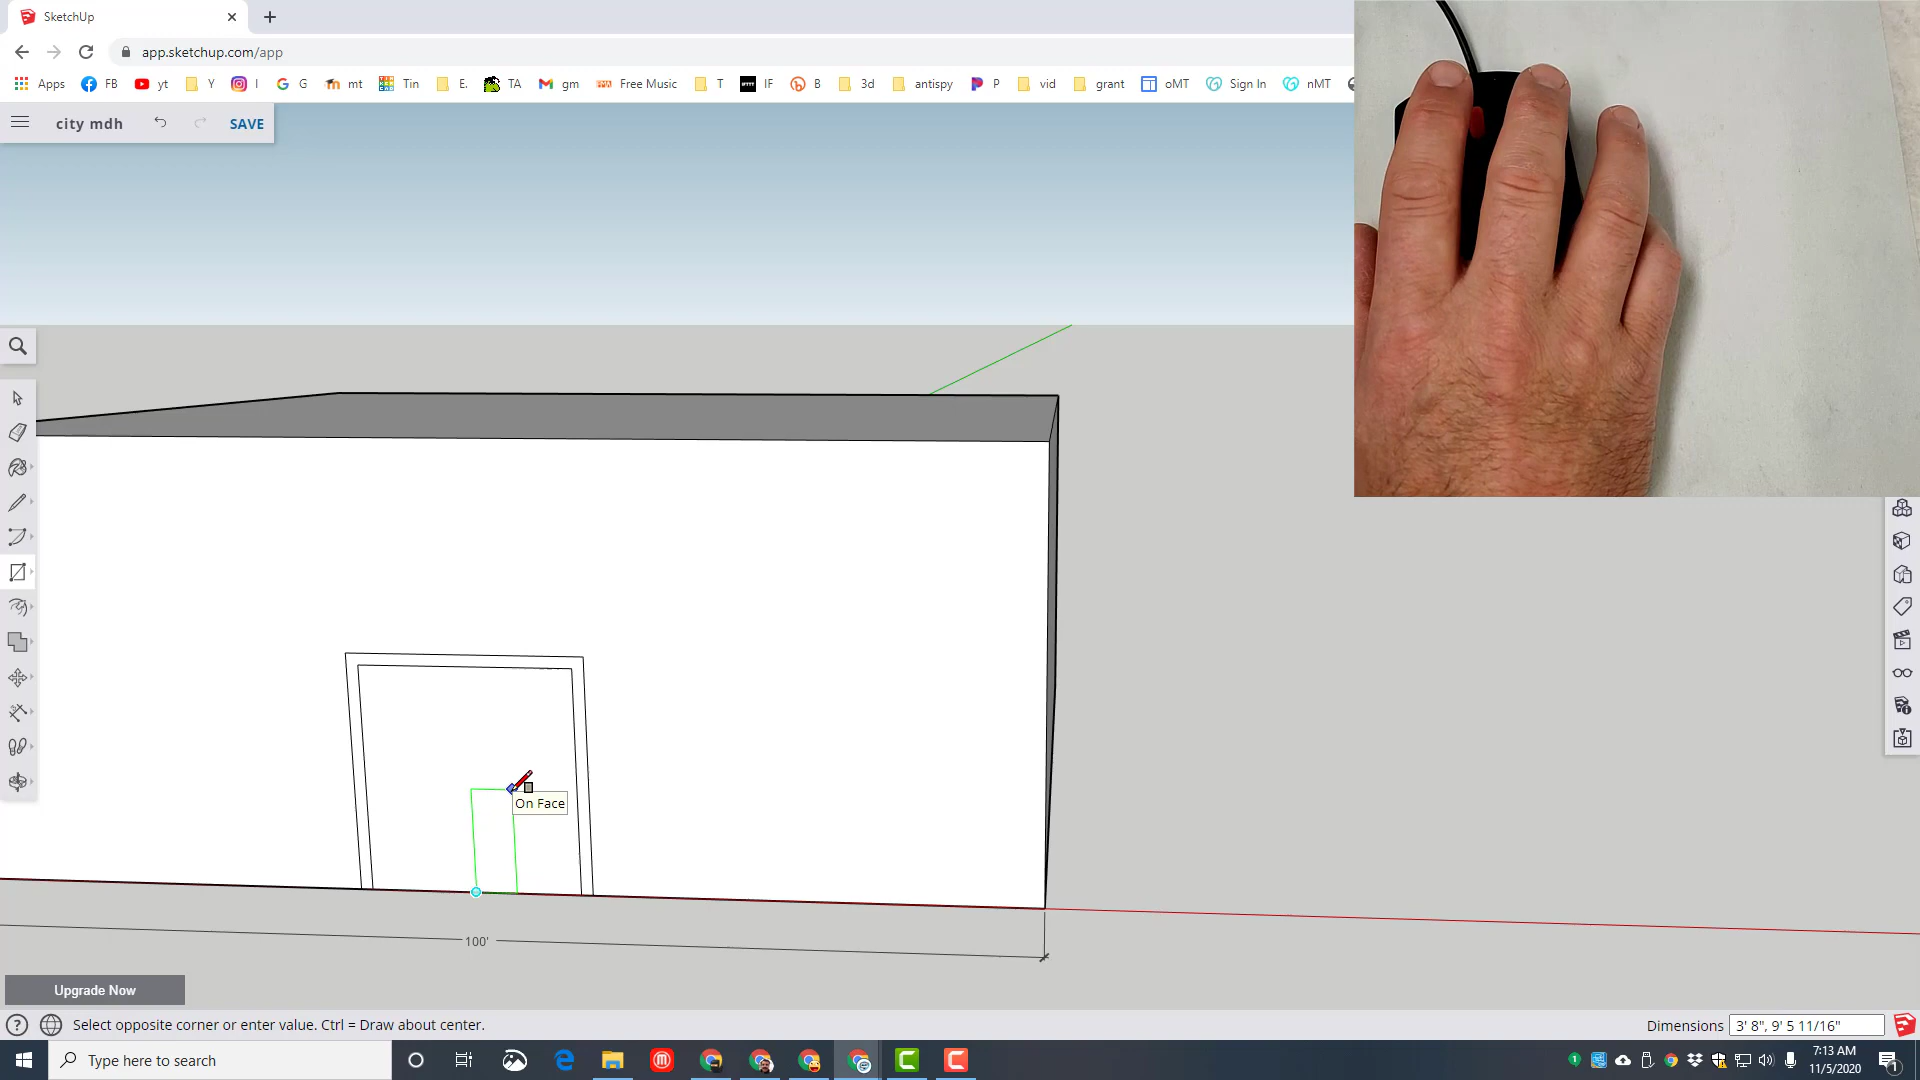 SketchUp
app.sketchup.com/app
Apps FB yt Y I G mt Tin E. TA gm Free Music T IF B 3d antispy P vid grant oMT Sign In nMT
city mdh SAVE
On Face
100'
Upgrade Now
Select opposite corner or enter value. Ctrl = Draw about center.
Dimensions 3' 8", 9' 5 11/16"
Type here to search
7:13 AM
11/5/2020